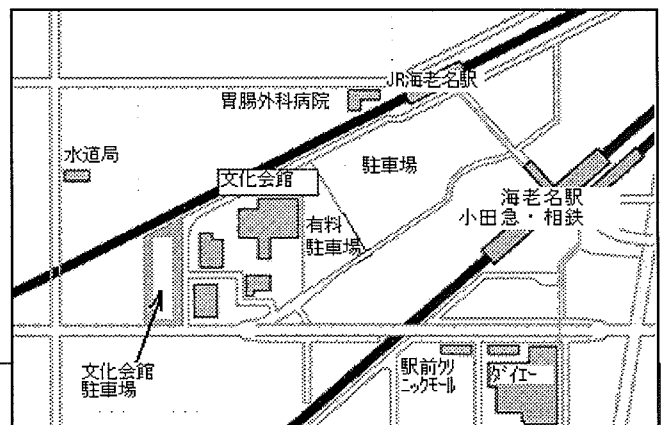 JR海老名駅
胃腸外科病院
水道局
駐車場
文化会館
海老名駅
小田急・相鉄
有料
駐車場
文化会館
駐車場
駅前クリ
ニックモール
ダイエー